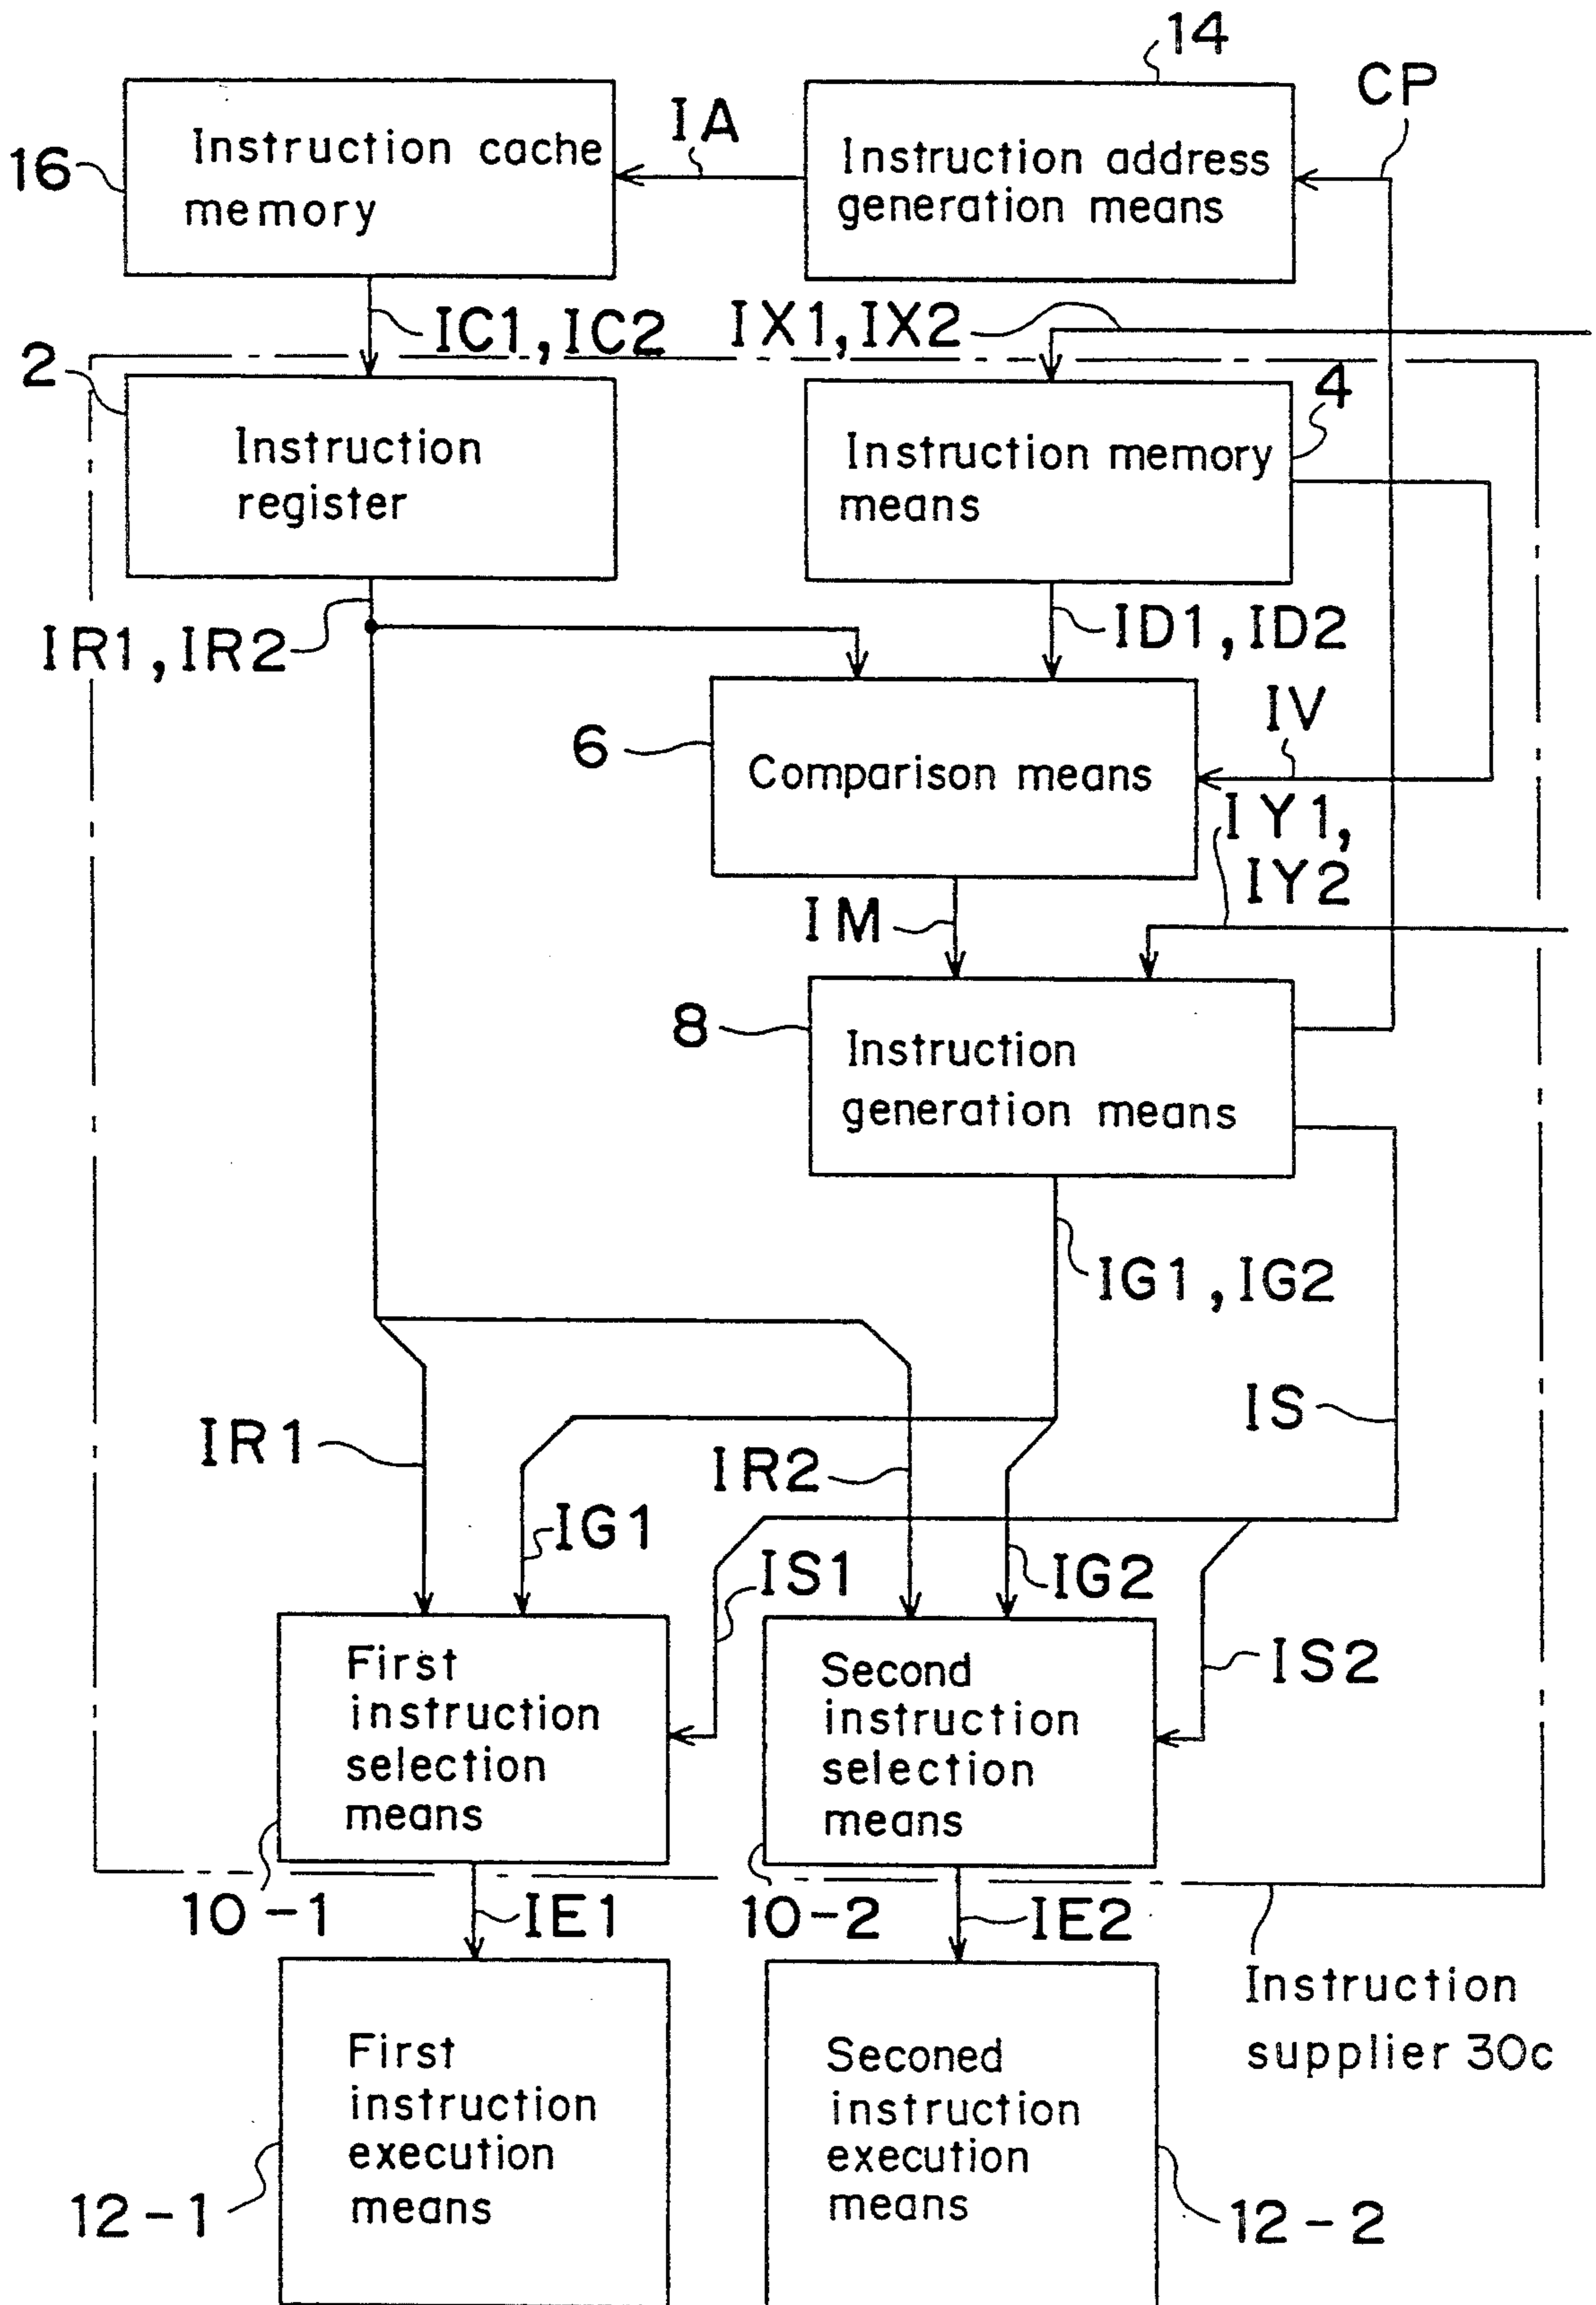 14
CP
Instruction cache
memory
16
IA
Instruction address
generation means
IC1, IC2
IX1, IX2
2
4
Instruction
register
Instruction memory
means
IR1, IR2
ID1, ID2
IV
6
Comparison means
IY1,
IY2
IM
8
Instruction
generation means
IG1, IG2
IS
IR1
IR2
IG1
IS1
IG2
IS2
First
instruction
selection
means
Second
instruction
selection
means
10-1
IE1
10-2
IE2
Instruction
supplier 30c
First
instruction
execution
means
Seconed
instruction
execution
means
12-1
12-2